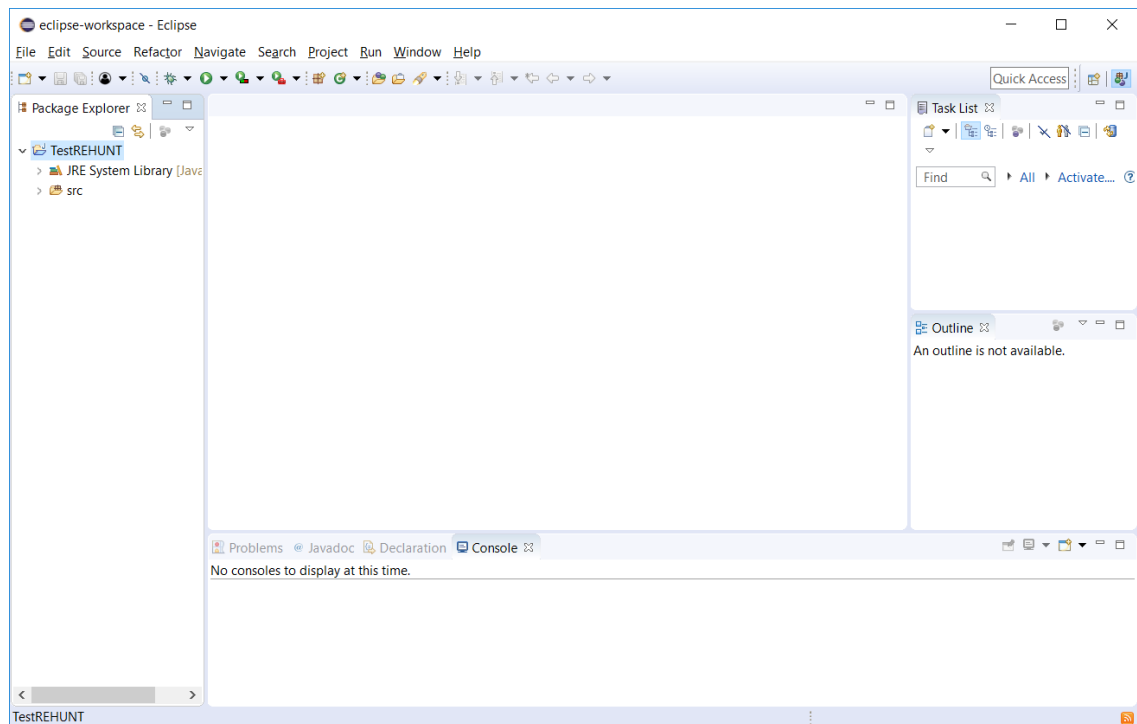 eclipse-workspace - Eclipse
File Edit Source Refactor Navigate Search Project Run Window Help
Quick Access
Package Explorer
TestREHUNT
JRE System Library [Java
src
Task List
Find All Activate...
Outline
An outline is not available.
Problems @ Javadoc Declaration Console
No consoles to display at this time.
TestREHUNT